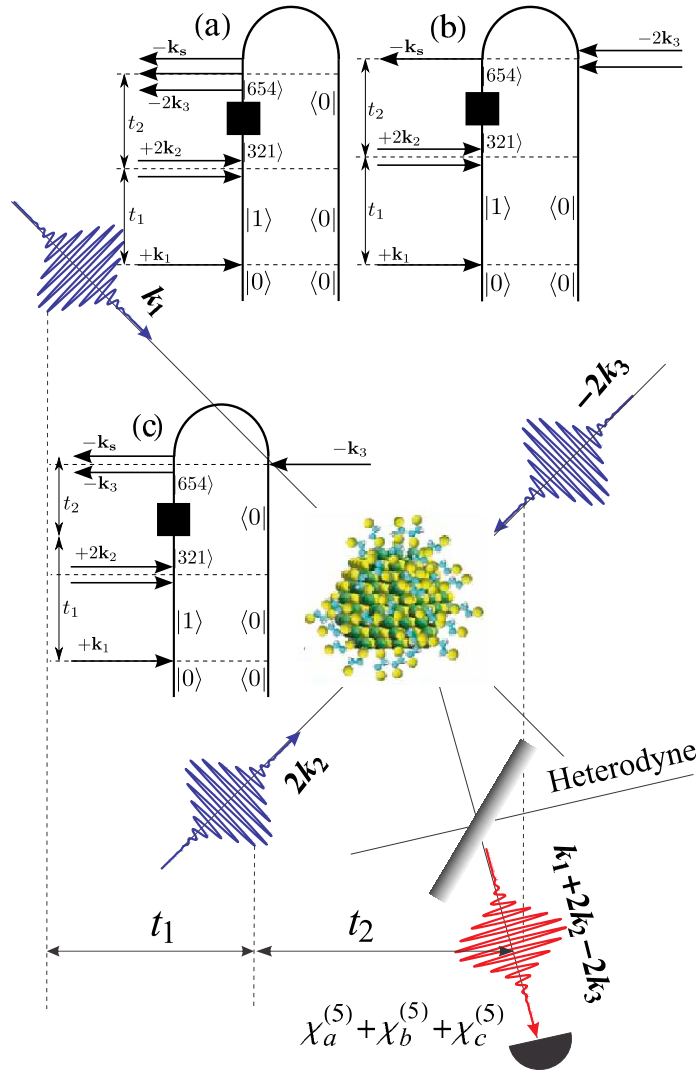 (a)
−k_s
−2k_3
|654⟩
⟨0|
t_2
+2k_2
|321⟩
t_1
|1⟩
⟨0|
+k_1
|0⟩
⟨0|
(b)
−k_s
−2k_3
|654⟩
t_2
+2k_2
|321⟩
t_1
|1⟩
⟨0|
+k_1
|0⟩
⟨0|
k_1
−2k_3
(c)
−k_s
−k_3
−k_3
|654⟩
t_2
⟨0|
+2k_2
|321⟩
t_1
|1⟩
⟨0|
+k_1
|0⟩
⟨0|
2k_2
Heterodyne
k_1+2k_2−2k_3
t_1
t_2
χ_a^(5)+χ_b^(5)+χ_c^(5)